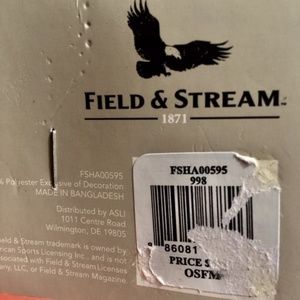 FIELD & STREAM
1871
FSHA00595
% Polyester Exclusive of Decoration
MADE IN BANGLADESH
Distributed by ASLI
1011 Centre Road
Wilmington, DE 19805
eld & Stream trademark is owned by
rican Sports Licensing Inc., and is not
ssociated with Field & Stream Licenses
any, LLC, or Field & Stream Magazine.
FSHA00595
998
86081
PRICE S
OSFM